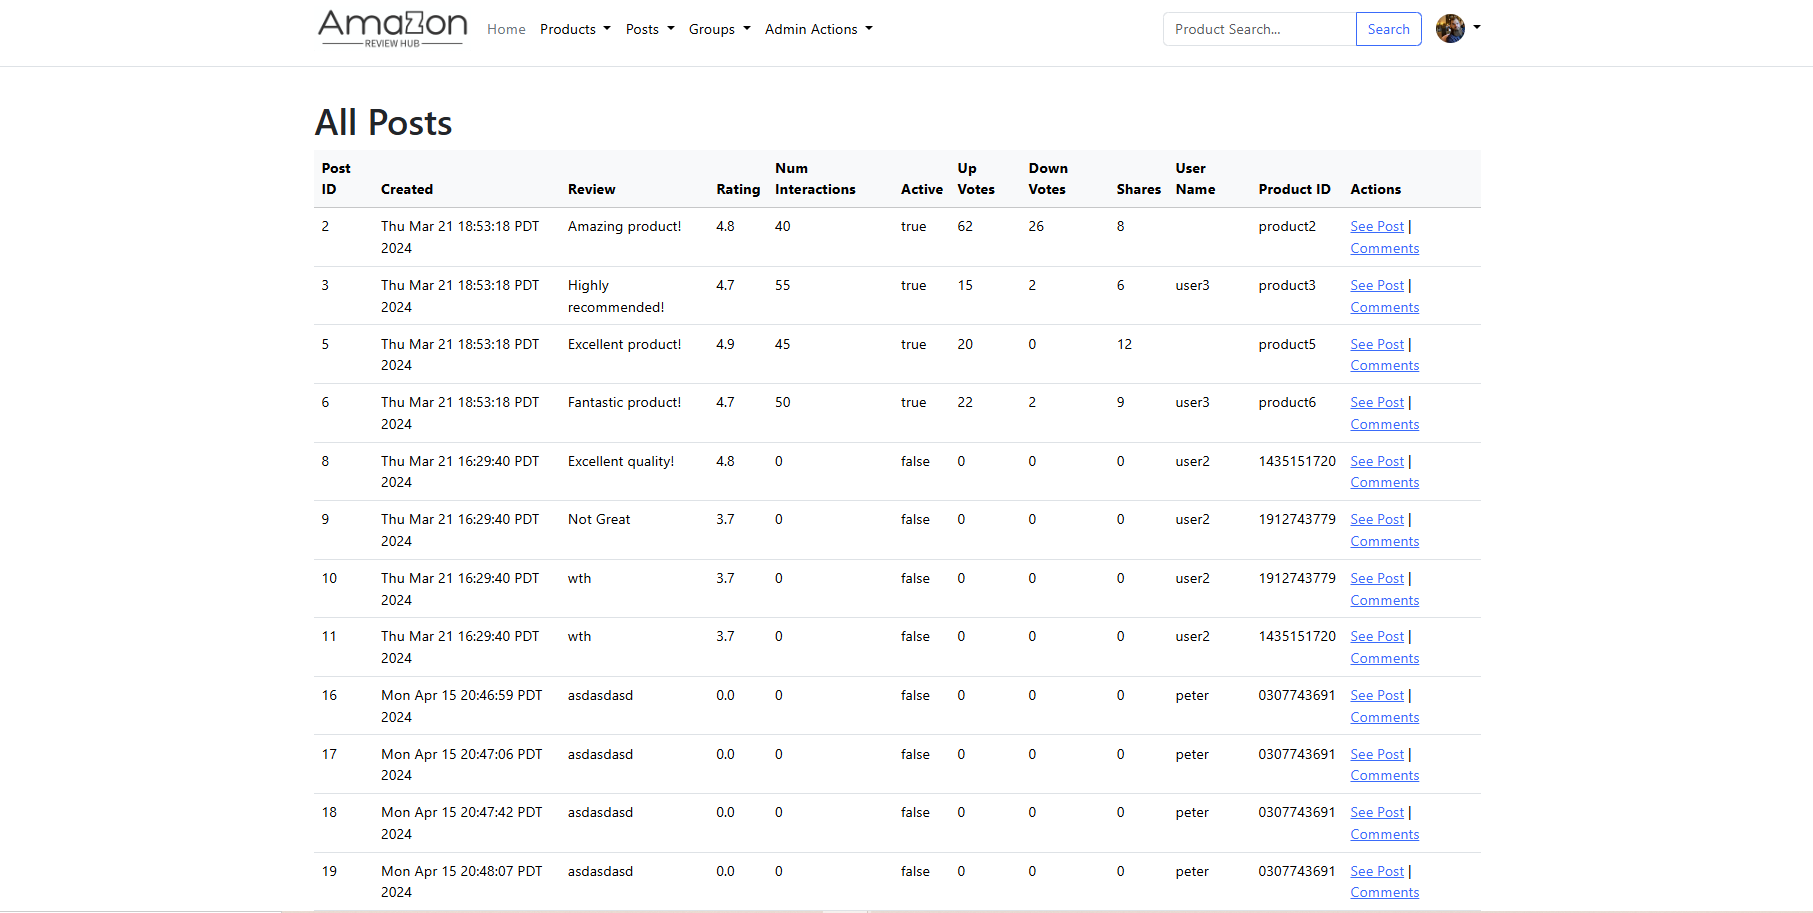 Amazon
REVIEW HUB
Home Products Posts Groups Admin Actions Product Search... Search
All Posts
Post ID Created Review Rating Num Interactions Active Up Votes Down Votes Shares User Name Product ID Actions
2 Thu Mar 21 18:53:18 PDT 2024 Amazing product! 4.8 40 true 62 26 8 product2 See Post | Comments
3 Thu Mar 21 18:53:18 PDT 2024 Highly recommended! 4.7 55 true 15 2 6 user3 product3 See Post | Comments
5 Thu Mar 21 18:53:18 PDT 2024 Excellent product! 4.9 45 true 20 0 12 product5 See Post | Comments
6 Thu Mar 21 18:53:18 PDT 2024 Fantastic product! 4.7 50 true 22 2 9 user3 product6 See Post | Comments
8 Thu Mar 21 16:29:40 PDT 2024 Excellent quality! 4.8 0 false 0 0 0 user2 1435151720 See Post | Comments
9 Thu Mar 21 16:29:40 PDT 2024 Not Great 3.7 0 false 0 0 0 user2 1912743779 See Post | Comments
10 Thu Mar 21 16:29:40 PDT 2024 wth 3.7 0 false 0 0 0 user2 1912743779 See Post | Comments
11 Thu Mar 21 16:29:40 PDT 2024 wth 3.7 0 false 0 0 0 user2 1435151720 See Post | Comments
16 Mon Apr 15 20:46:59 PDT 2024 asdasdasd 0.0 0 false 0 0 0 peter 0307743691 See Post | Comments
17 Mon Apr 15 20:47:06 PDT 2024 asdasdasd 0.0 0 false 0 0 0 peter 0307743691 See Post | Comments
18 Mon Apr 15 20:47:42 PDT 2024 asdasdasd 0.0 0 false 0 0 0 peter 0307743691 See Post | Comments
19 Mon Apr 15 20:48:07 PDT 2024 asdasdasd 0.0 0 false 0 0 0 peter 0307743691 See Post | Comments